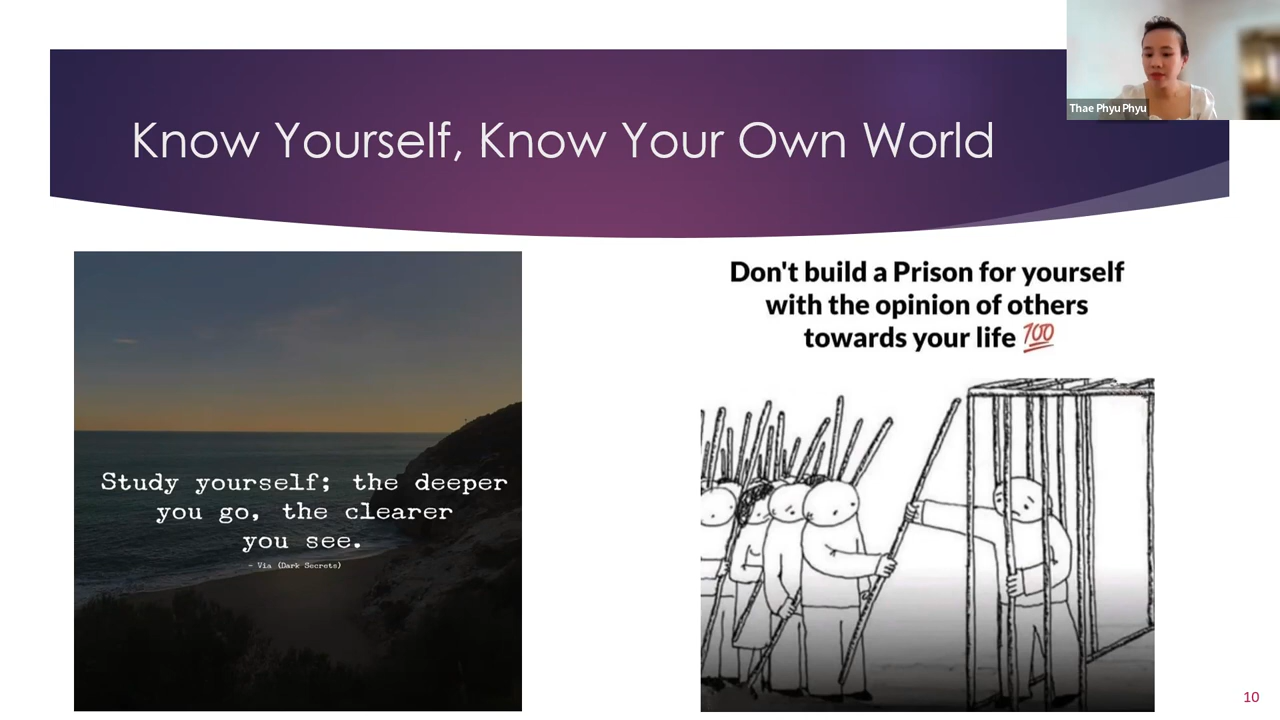 Know Yourself, Know Your Own World
Thae Phyu Phyu
Study yourself; the deeper
you go, the clearer
you see.
- Via (Dark Secrets)
Don't build a Prison for yourself
with the opinion of others
towards your life 💯
10